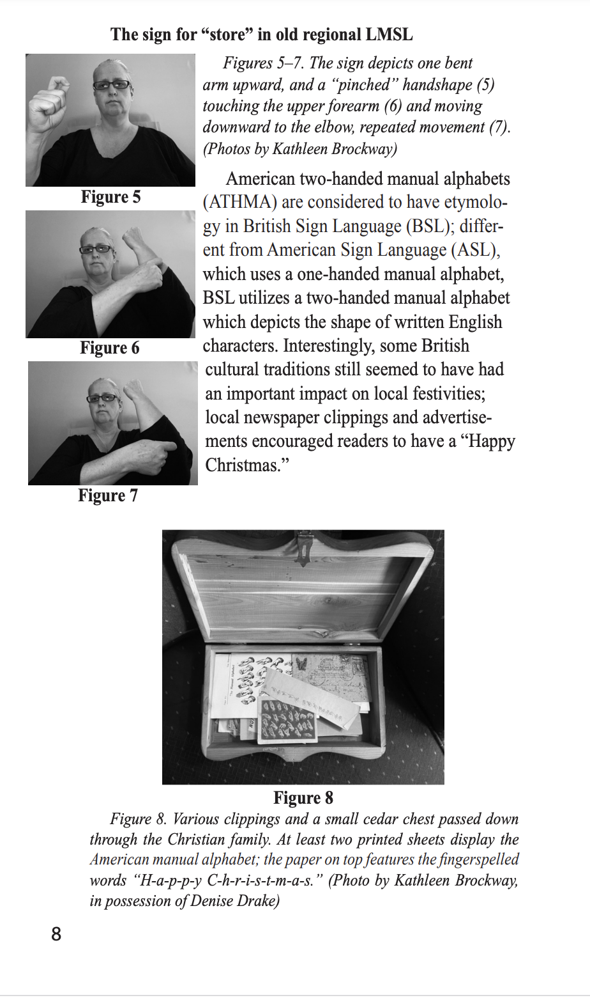 The sign for “store” in old regional LMSL
Figures 5–7. The sign depicts one bent
arm upward, and a “pinched” handshape (5)
touching the upper forearm (6) and moving
downward to the elbow, repeated movement (7).
(Photos by Kathleen Brockway)
Figure 5
Figure 6
Figure 7
American two-handed manual alphabets
(ATHMA) are considered to have etymolo-
gy in British Sign Language (BSL); differ-
ent from American Sign Language (ASL),
which uses a one-handed manual alphabet,
BSL utilizes a two-handed manual alphabet
which depicts the shape of written English
characters. Interestingly, some British
cultural traditions still seemed to have had
an important impact on local festivities;
local newspaper clippings and advertise-
ments encouraged readers to have a “Happy
Christmas.”
The Manual Alphabet
Figure 8
Figure 8. Various clippings and a small cedar chest passed down
through the Christian family. At least two printed sheets display the
American manual alphabet; the paper on top features the fingerspelled
words “H-a-p-p-y C-h-r-i-s-t-m-a-s.” (Photo by Kathleen Brockway,
in possession of Denise Drake)
8